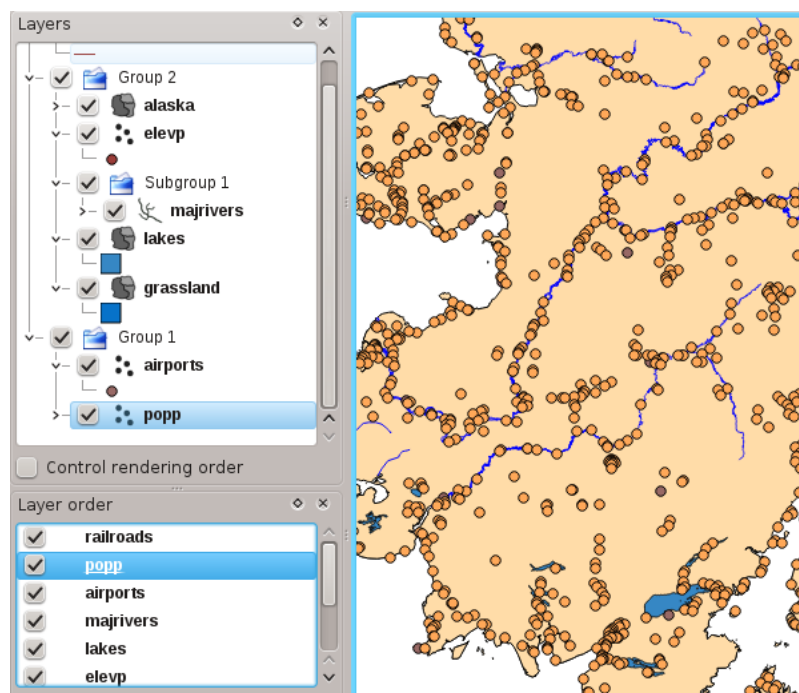 Layers
Group 2
alaska
elevp
Subgroup 1
majrivers
lakes
grassland
Group 1
airports
popp
Control rendering order
Layer order
railroads
popp
airports
majrivers
lakes
elevp